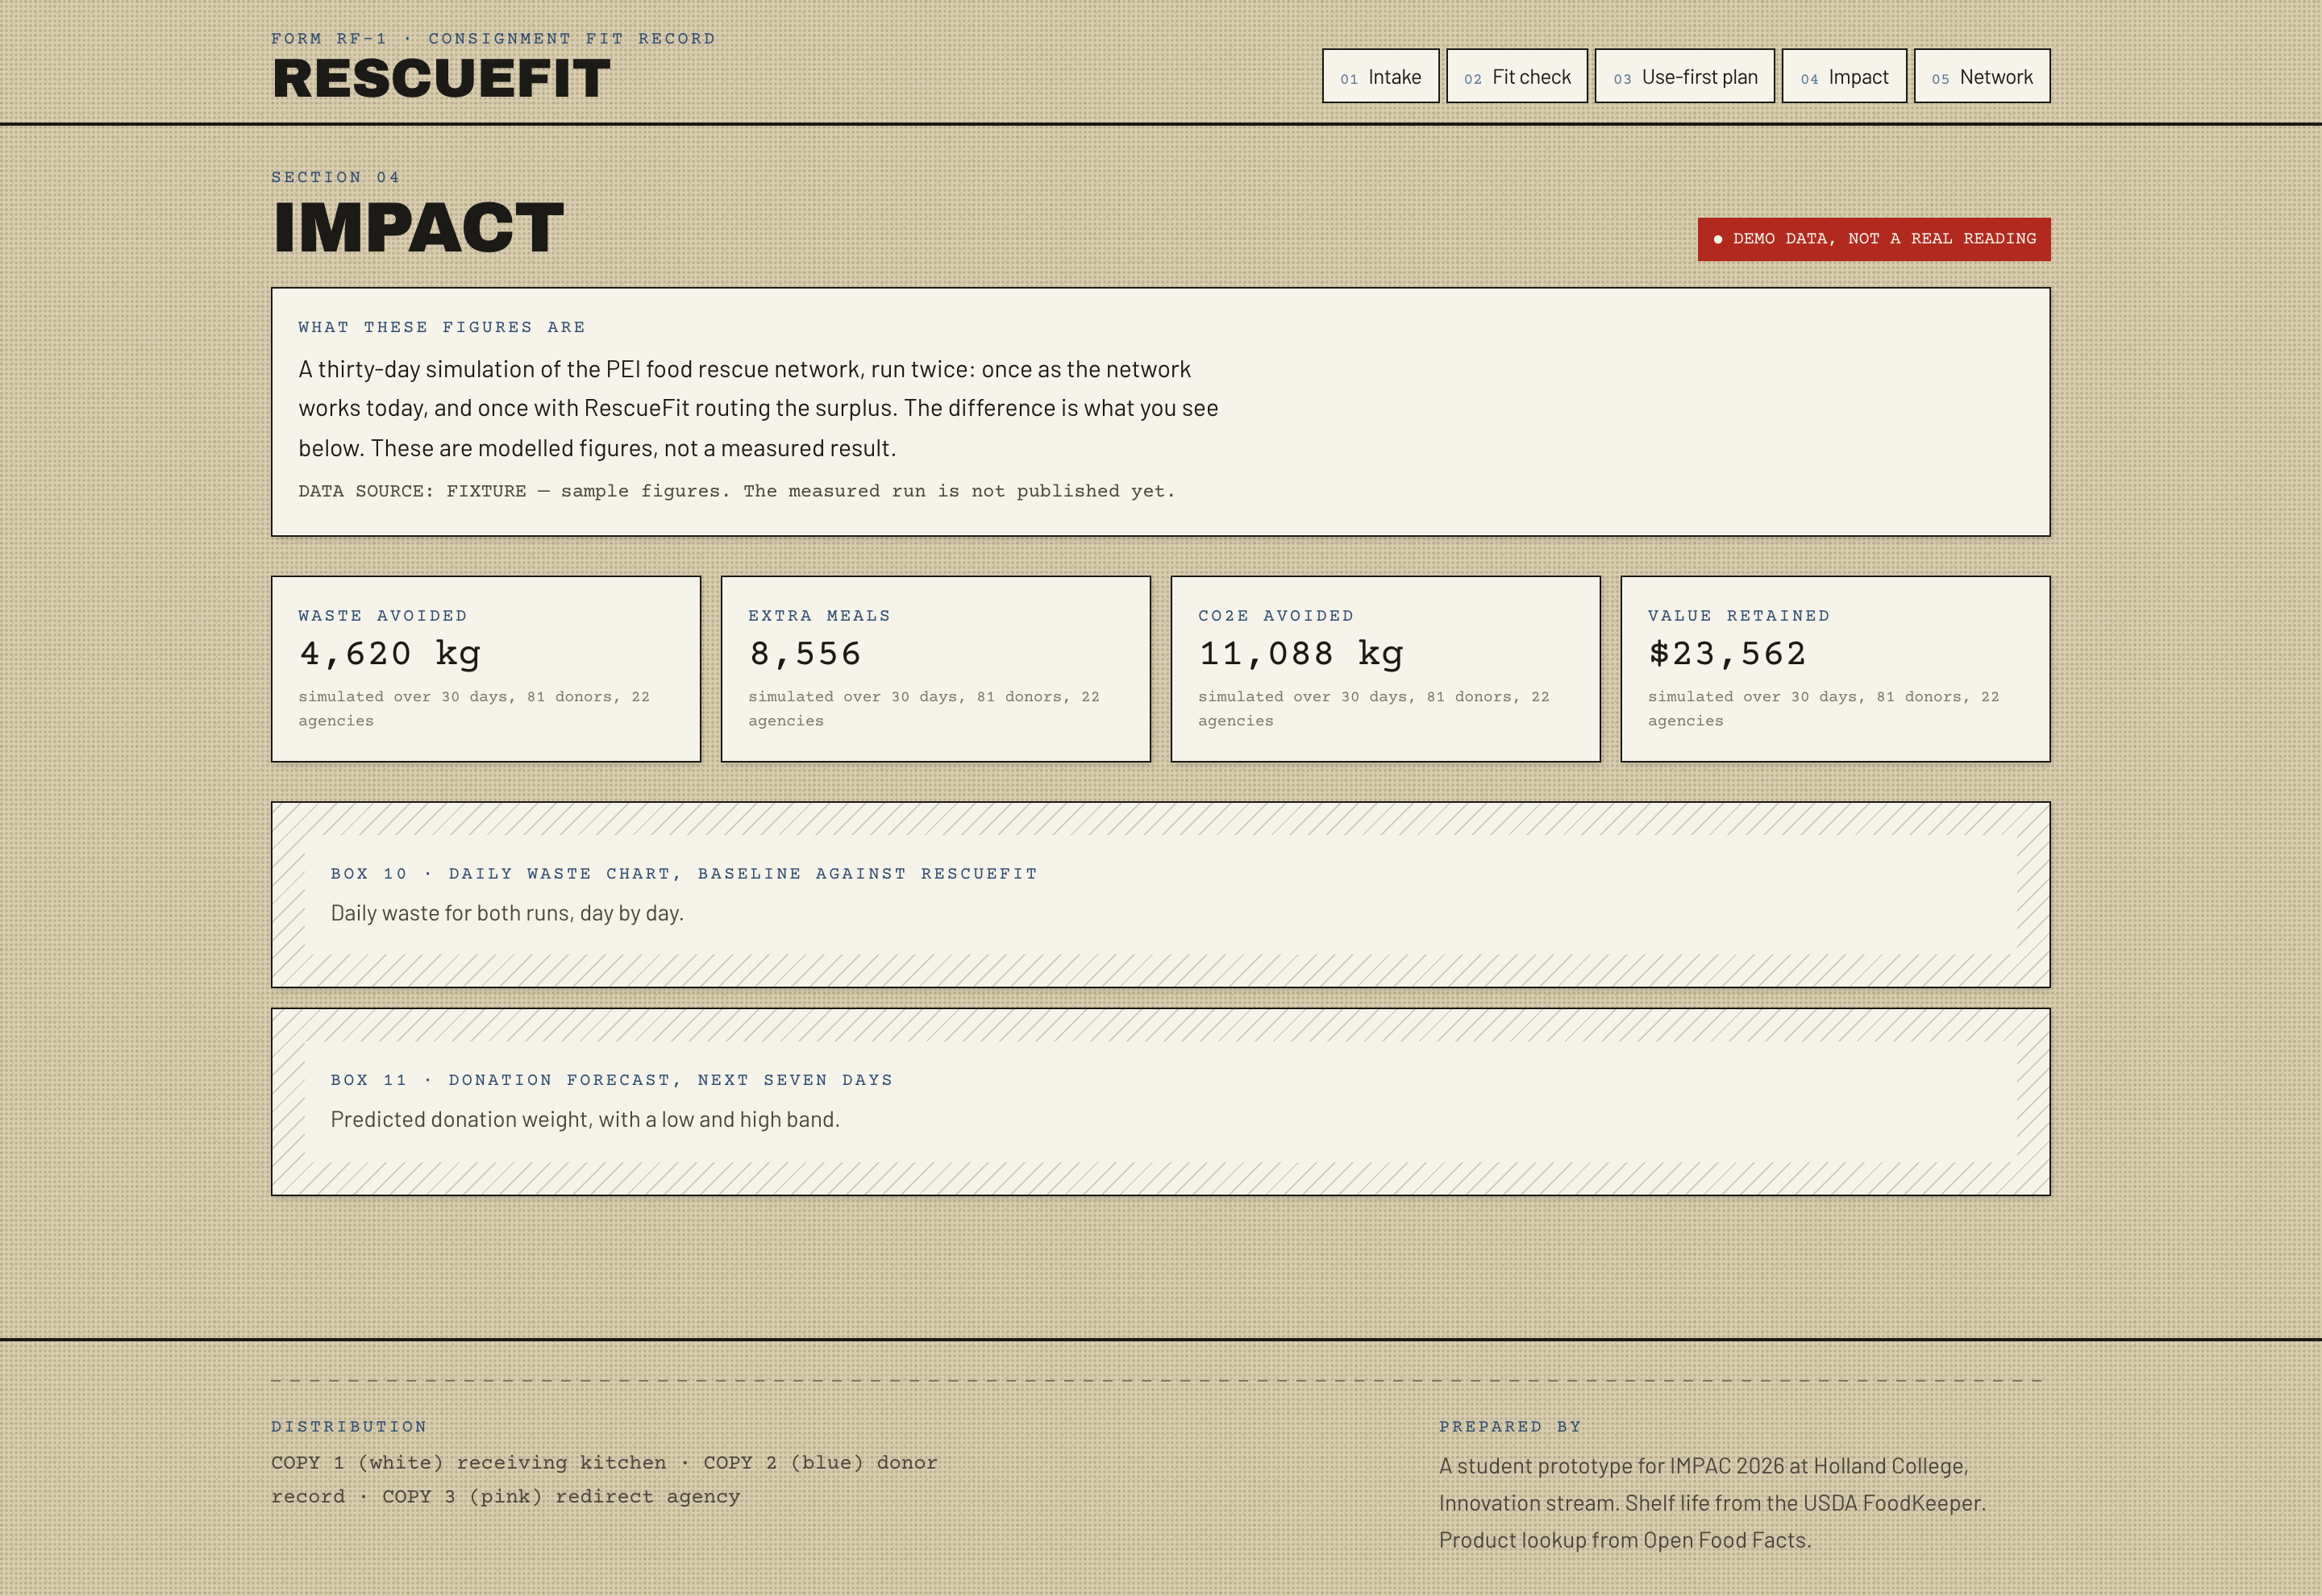 FORM RF-1 · CONSIGNMENT FIT RECORD
RESCUEFIT
01 Intake
02 Fit check
03 Use-first plan
04 Impact
05 Network
SECTION 04
IMPACT
● DEMO DATA, NOT A REAL READING
WHAT THESE FIGURES ARE
A thirty-day simulation of the PEI food rescue network, run twice: once as the network
works today, and once with RescueFit routing the surplus. The difference is what you see
below. These are modelled figures, not a measured result.
DATA SOURCE: FIXTURE — sample figures. The measured run is not published yet.
WASTE AVOIDED
4,620 kg
simulated over 30 days, 81 donors, 22
agencies
EXTRA MEALS
8,556
simulated over 30 days, 81 donors, 22
agencies
CO2E AVOIDED
11,088 kg
simulated over 30 days, 81 donors, 22
agencies
VALUE RETAINED
$23,562
simulated over 30 days, 81 donors, 22
agencies
BOX 10 · DAILY WASTE CHART, BASELINE AGAINST RESCUEFIT
Daily waste for both runs, day by day.
BOX 11 · DONATION FORECAST, NEXT SEVEN DAYS
Predicted donation weight, with a low and high band.
DISTRIBUTION
COPY 1 (white) receiving kitchen · COPY 2 (blue) donor
record · COPY 3 (pink) redirect agency
PREPARED BY
A student prototype for IMPAC 2026 at Holland College,
Innovation stream. Shelf life from the USDA FoodKeeper.
Product lookup from Open Food Facts.